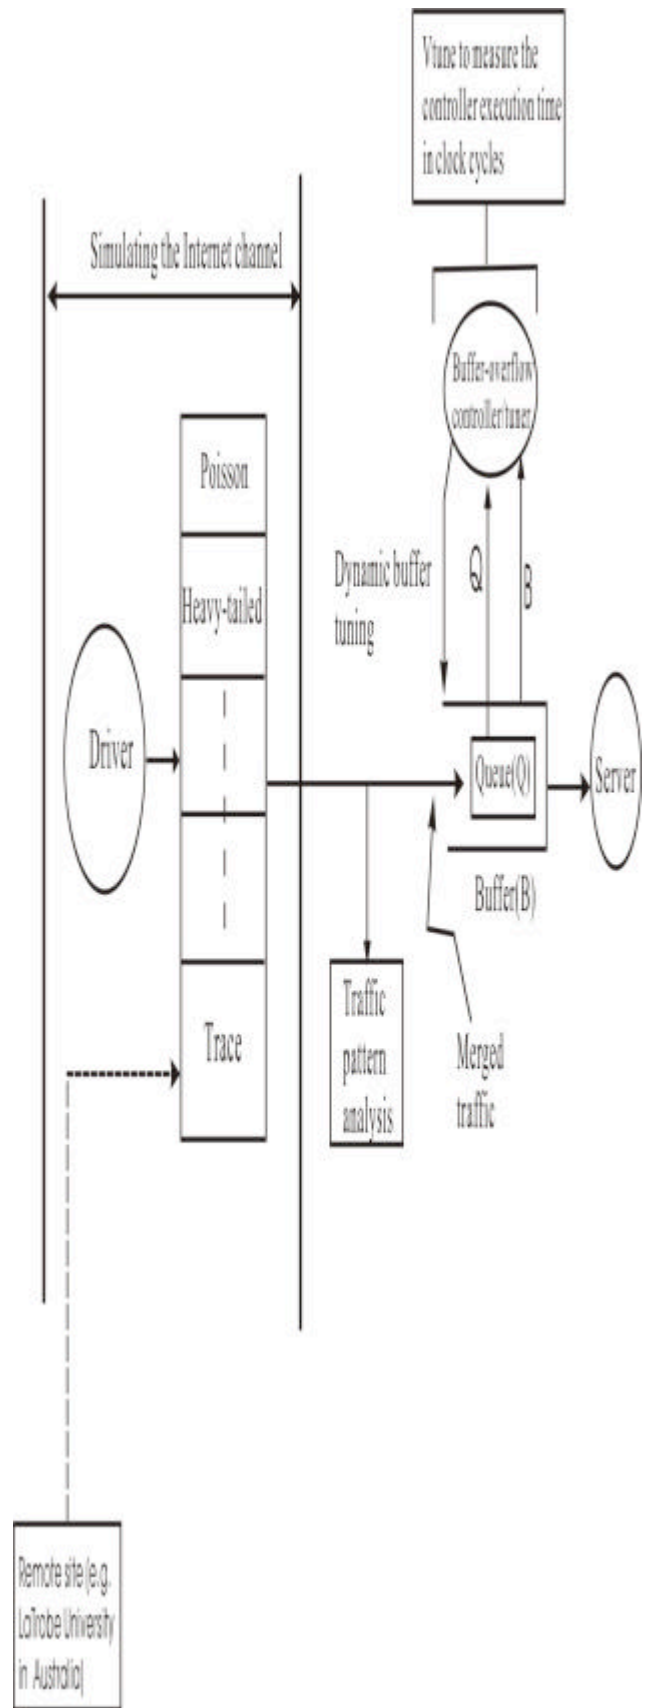 Vtune to measure the
controller execution time
in clock cycles
Simulating the Internet channel
Buffer-overflow
controller/tuner
Poisson
Heavy-tailed
Dynamic buffer
tuning
Q
B
Driver
Queue(Q)
Server
Buffer(B)
Traffic
pattern
analysis
Merged
traffic
Trace
Remote site (e.g.
LaTrobe University
in Australia)